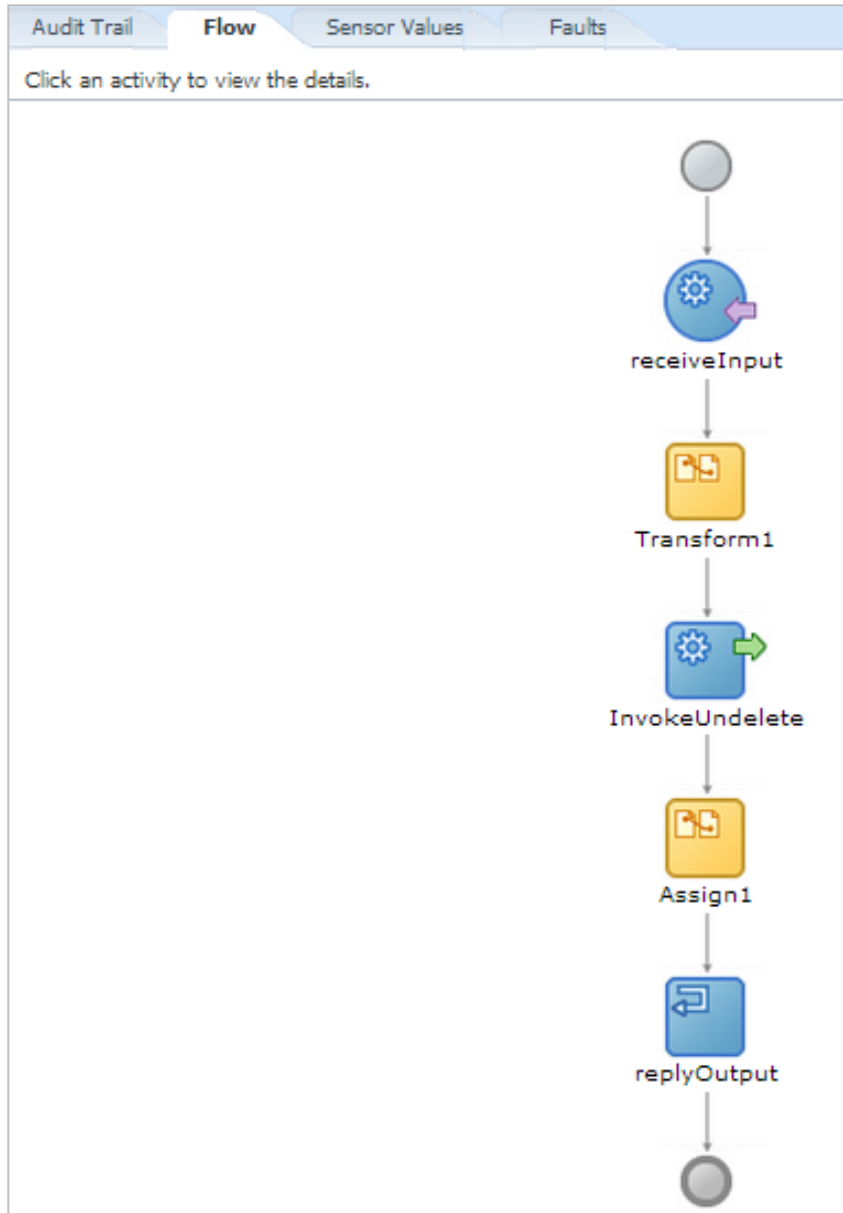 Audit Trail Flow Sensor Values Faults
Click an activity to view the details.
receiveInput
Transform1
InvokeUndelete
Assign1
replyOutput